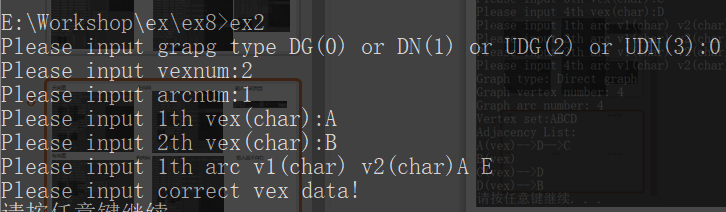 E:\Workshop\ex\ex8>ex2
Please input grapg type DG(0) or DN(1) or UDG(2) or UDN(3):0
Please input vexnum:2
Please input arcnum:1
Please input 1th vex(char):A
Please input 2th vex(char):B
Please input 1th arc v1(char) v2(char)A E
Please input correct vex data!
请按任意键继续
Please input 4th vex(char):D
Please input 1th arc v1(char) v2(char)
Please input 4th arc v1(char) v2(char)
Graph type: Direct graph
Graph vertex number: 4
Graph arc number: 4
Vertex set:ABCD
Adjacency List:
A(vex)-->D-->C
(vex)
(vex)-->D
D(vex)-->B
请按任意键继续. . .